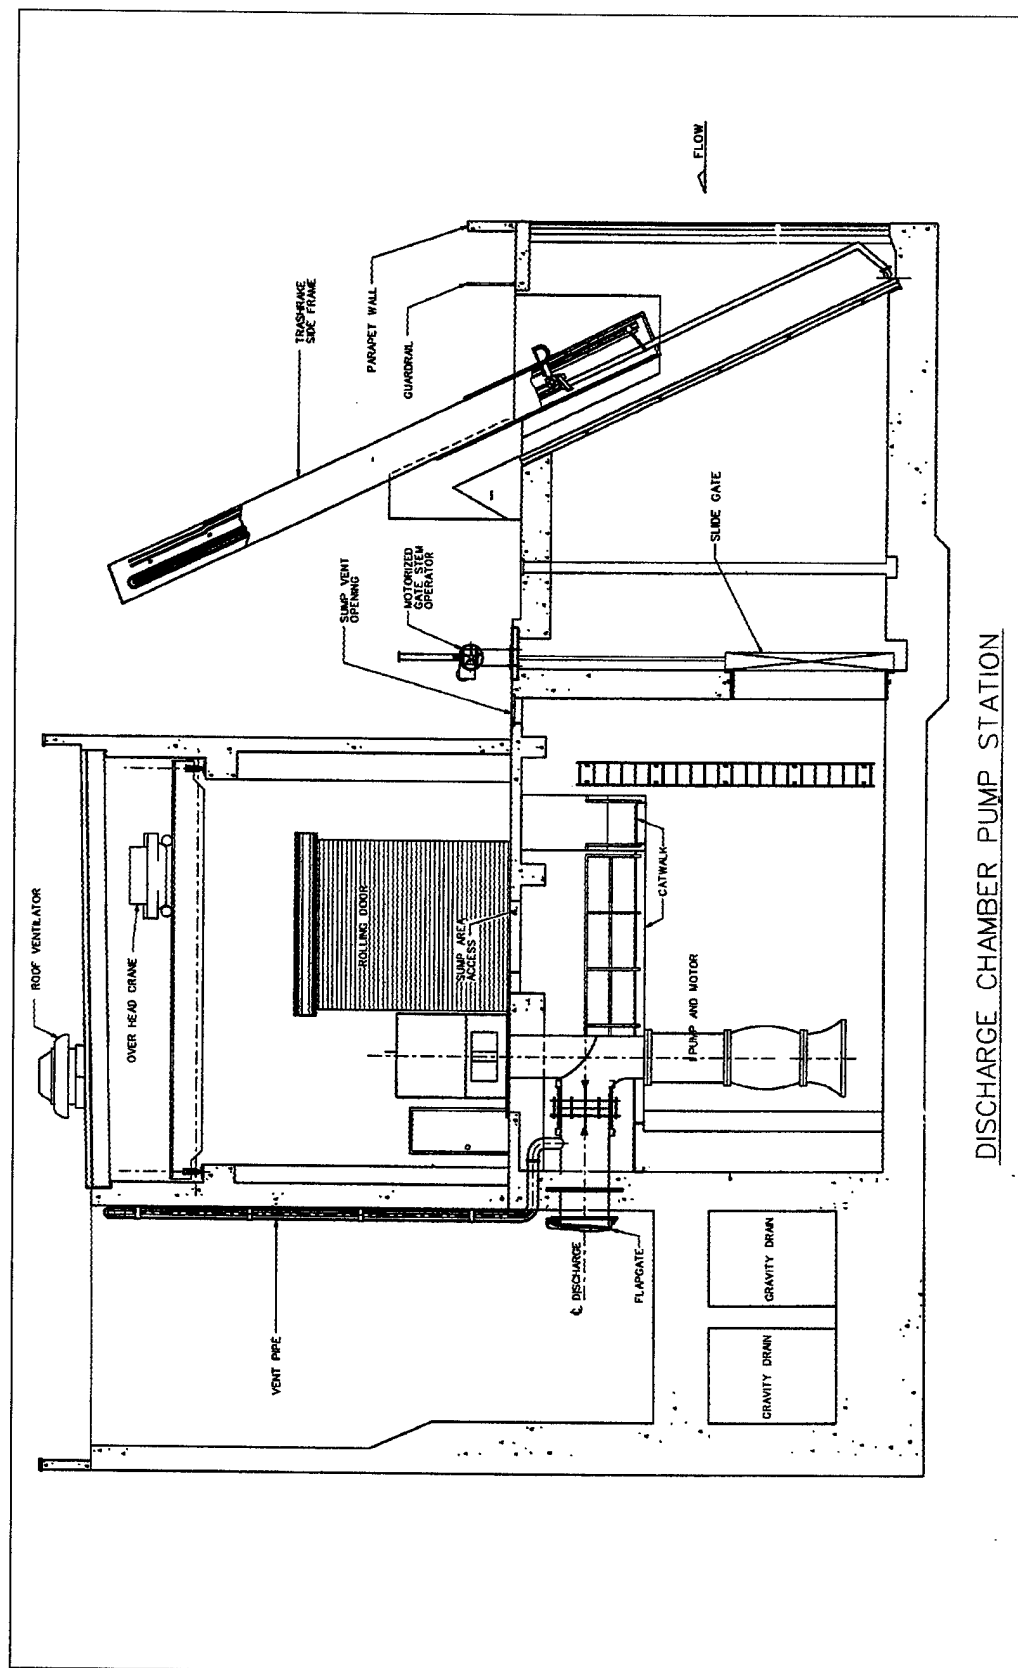 ROOF VENTILATOR
OVER HEAD CRANE
ROLLING DOOR
SUMP AREA
ACCESS
VENT PIPE
℄ DISCHARGE
FLAPGATE
GRAVITY DRAIN
GRAVITY DRAIN
PUMP AND MOTOR
CATWALK
SUMP VENT
OPENING
MOTORIZED
GATE STEM
OPERATOR
SLIDE GATE
TRASHRAKE
SIDE FRAME
PARAPET WALL
GUARDRAIL
FLOW
DISCHARGE CHAMBER PUMP STATION